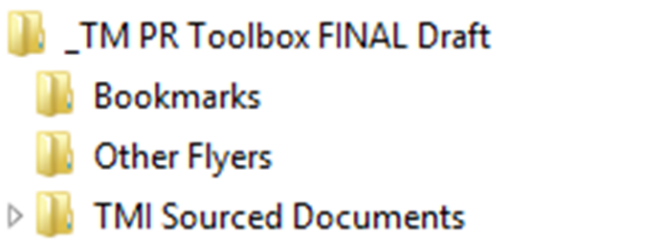 _TM PR Toolbox FINAL Draft
Bookmarks
Other Flyers
TMI Sourced Documents